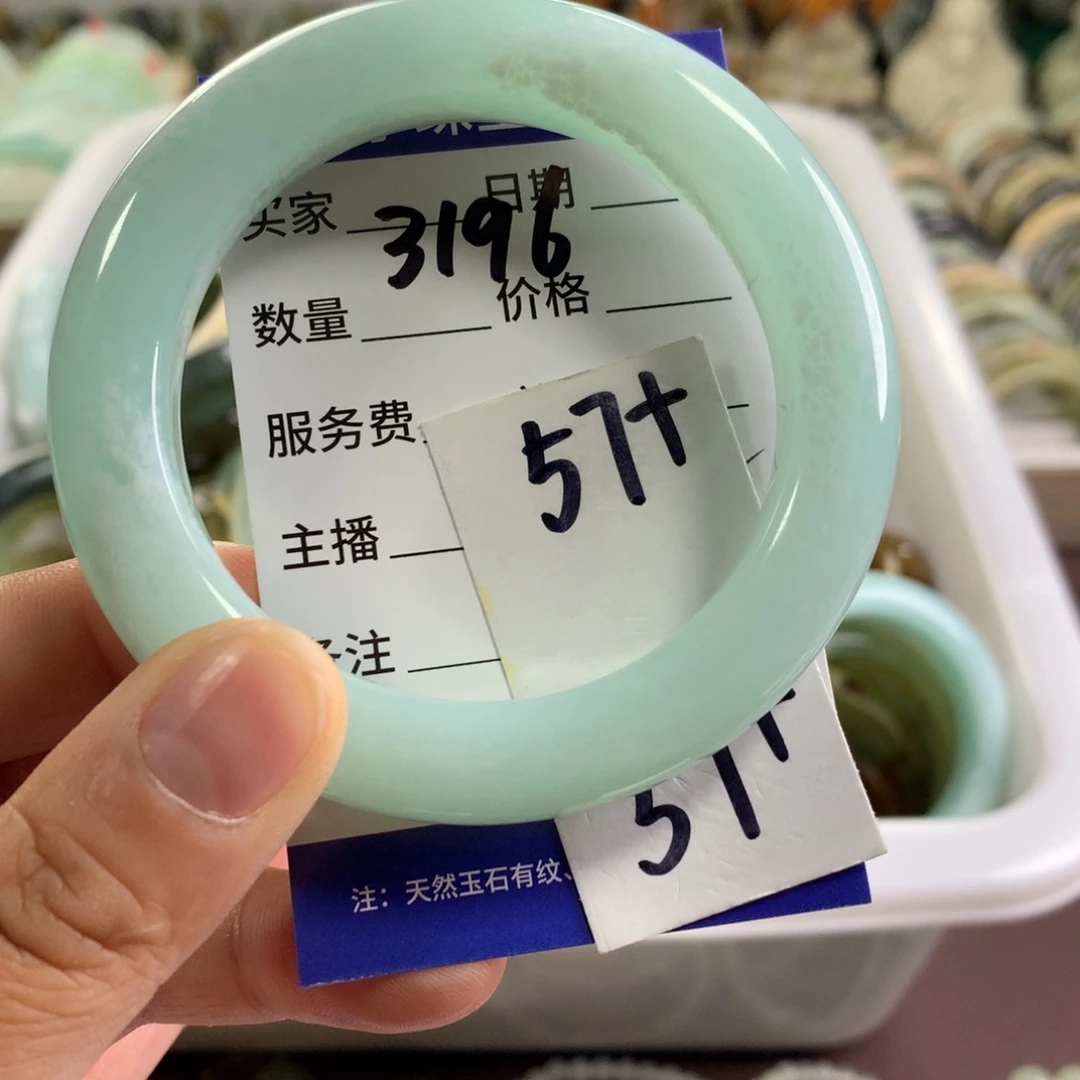 买家 日期
3196
数量 价格
服务费
57+
主播
备注
57+
注：天然玉石有纹、